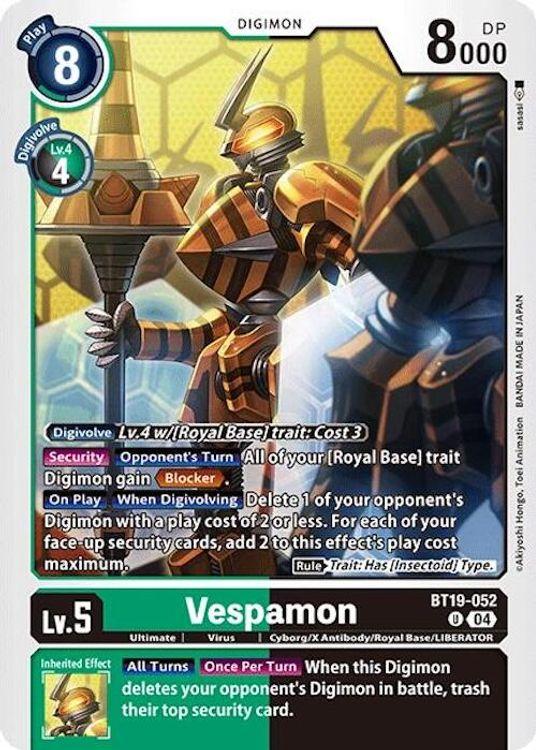 DIGIMON
Play
8
DP
8000
Digivolve
Lv.4
4
sasasi
Digivolve Lv.4 w/[Royal Base] trait: Cost 3
Security Opponent's Turn All of your [Royal Base] trait
Digimon gain Blocker.
On Play When Digivolving Delete 1 of your opponent's
Digimon with a play cost of 2 or less. For each of your
face-up security cards, add 2 to this effect's play cost
maximum.
Rule Trait: Has [Insectoid] Type.
©Akiyoshi Hongo, Toei Animation BANDAI MADE IN JAPAN
Lv.5
Vespamon
BT19-052
U 04
Ultimate | Virus | Cyborg/X Antibody/Royal Base/LIBERATOR
Inherited Effect
All Turns Once Per Turn When this Digimon
deletes your opponent's Digimon in battle, trash
their top security card.